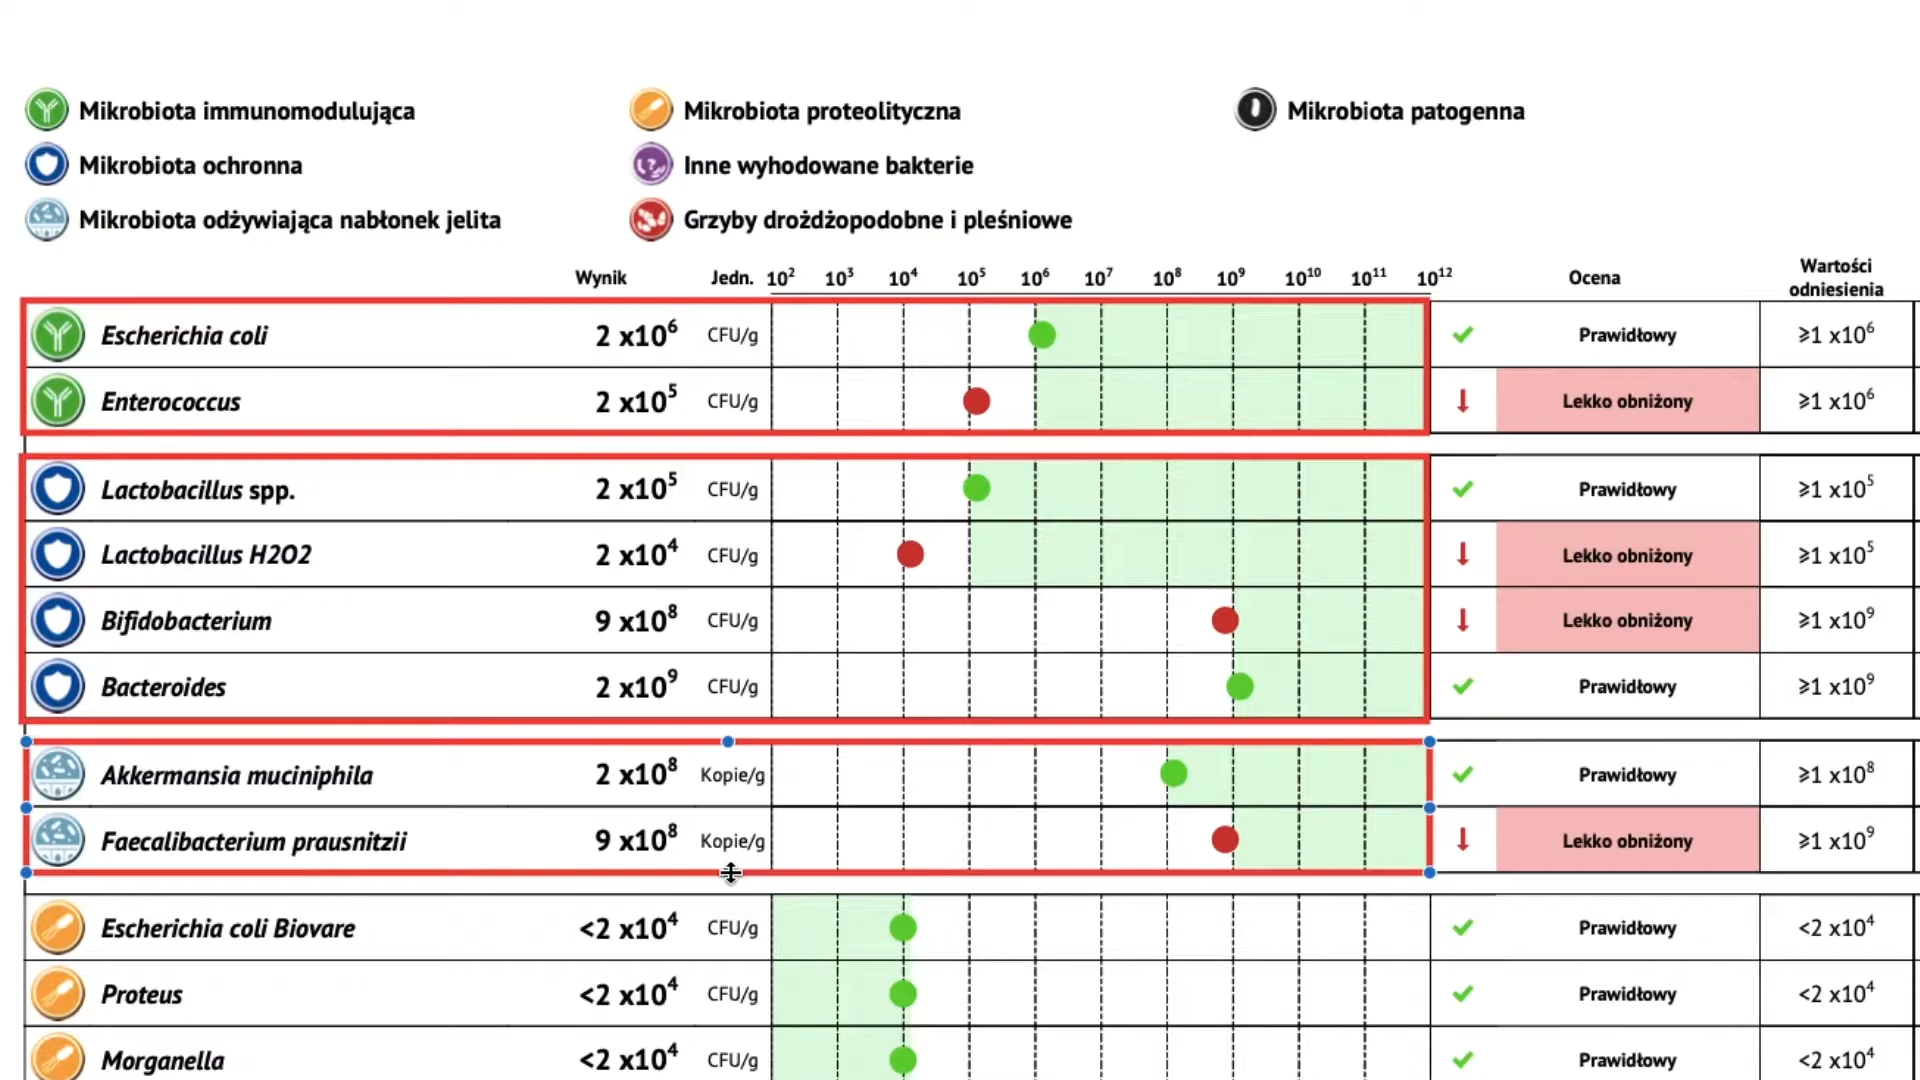 Mikrobiota immunomodulująca Mikrobiota proteolityczna Mikrobiota patogenna
Mikrobiota ochronna Inne wyhodowane bakterie
Mikrobiota odżywiająca nabłonek jelita Grzyby drożdżopodobne i pleśniowe
Wynik Jedn. 10² 10³ 10⁴ 10⁵ 10⁶ 10⁷ 10⁸ 10⁹ 10¹⁰ 10¹¹ 10¹² Ocena Wartości odniesienia
Escherichia coli 2 x10⁶ CFU/g Prawidłowy ≥1 x10⁶
Enterococcus 2 x10⁵ CFU/g Lekko obniżony ≥1 x10⁶
Lactobacillus spp. 2 x10⁵ CFU/g Prawidłowy ≥1 x10⁵
Lactobacillus H2O2 2 x10⁴ CFU/g Lekko obniżony ≥1 x10⁵
Bifidobacterium 9 x10⁸ CFU/g Lekko obniżony ≥1 x10⁹
Bacteroides 2 x10⁹ CFU/g Prawidłowy ≥1 x10⁹
Akkermansia muciniphila 2 x10⁸ Kopie/g Prawidłowy ≥1 x10⁸
Faecalibacterium prausnitzii 9 x10⁸ Kopie/g Lekko obniżony ≥1 x10⁹
Escherichia coli Biovare <2 x10⁴ CFU/g Prawidłowy <2 x10⁴
Proteus <2 x10⁴ CFU/g Prawidłowy <2 x10⁴
Morganella <2 x10⁴ CFU/g Prawidłowy <2 x10⁴